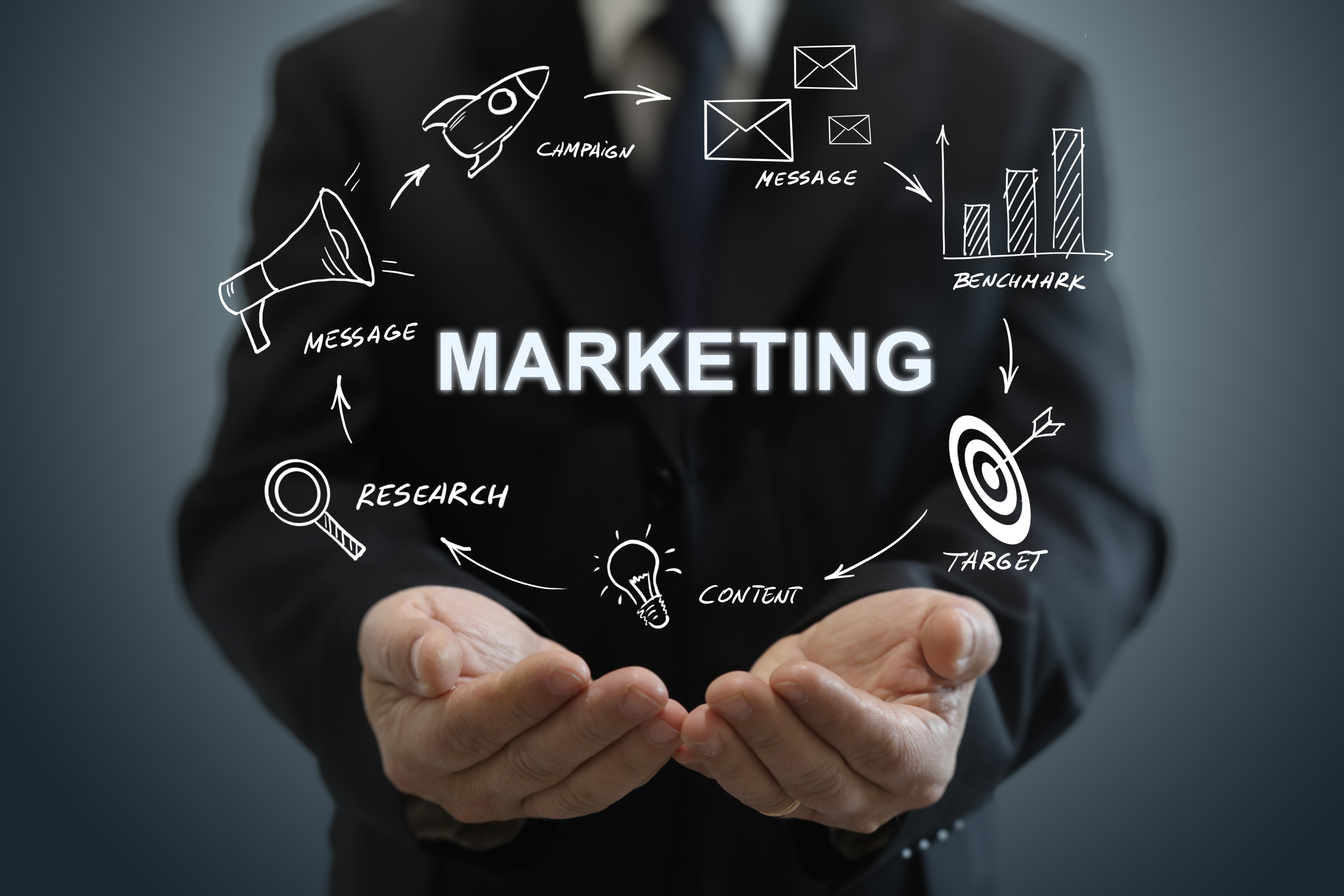 CAMPAIGN
MESSAGE
BENCHMARK
MESSAGE
MARKETING
RESEARCH
TARGET
CONTENT